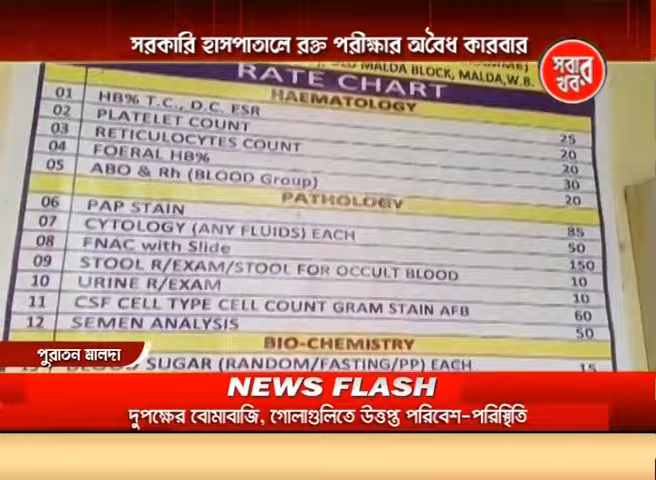 সরকারি হাসপাতালে রক্ত পরীক্ষার অবৈধ কারবার
সবার খবর
OLD MALDA BLOCK, MALDA, W.B.
RATE CHART
HAEMATOLOGY
01 HB% T.C., D.C. ESR 25
02 PLATELET COUNT 20
03 RETICULOCYTES COUNT 20
04 FOERAL HB% 30
05 ABO & Rh (BLOOD Group) 20
PATHOLOGY
06 PAP STAIN 85
07 CYTOLOGY (ANY FLUIDS) EACH 50
08 FNAC with Slide 150
09 STOOL R/EXAM/STOOL FOR OCCULT BLOOD 10
10 URINE R/EXAM 10
11 CSF CELL TYPE CELL COUNT GRAM STAIN AFB 60
12 SEMEN ANALYSIS 50
BIO-CHEMISTRY
SUGAR (RANDOM/FASTING/PP) EACH 15
পুরাতন মালদা
NEWS FLASH
দুপক্ষের বোমাবাজি, গোলাগুলিতে উত্তপ্ত পরিবেশ-পরিস্থিতি